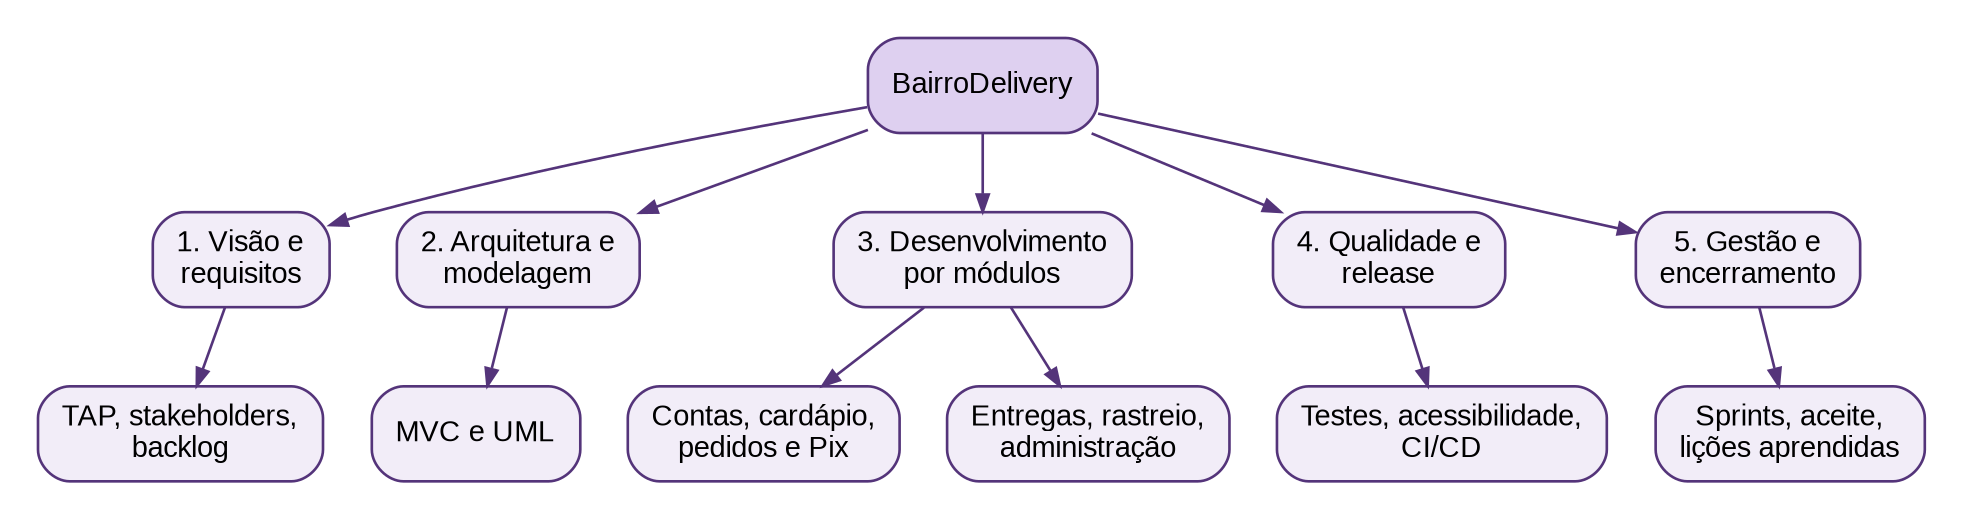 BairroDelivery
1. Visão e
requisitos
2. Arquitetura e
modelagem
3. Desenvolvimento
por módulos
4. Qualidade e
release
5. Gestão e
encerramento
TAP, stakeholders,
backlog
MVC e UML
Contas, cardápio,
pedidos e Pix
Entregas, rastreio,
administração
Testes, acessibilidade,
CI/CD
Sprints, aceite,
lições aprendidas